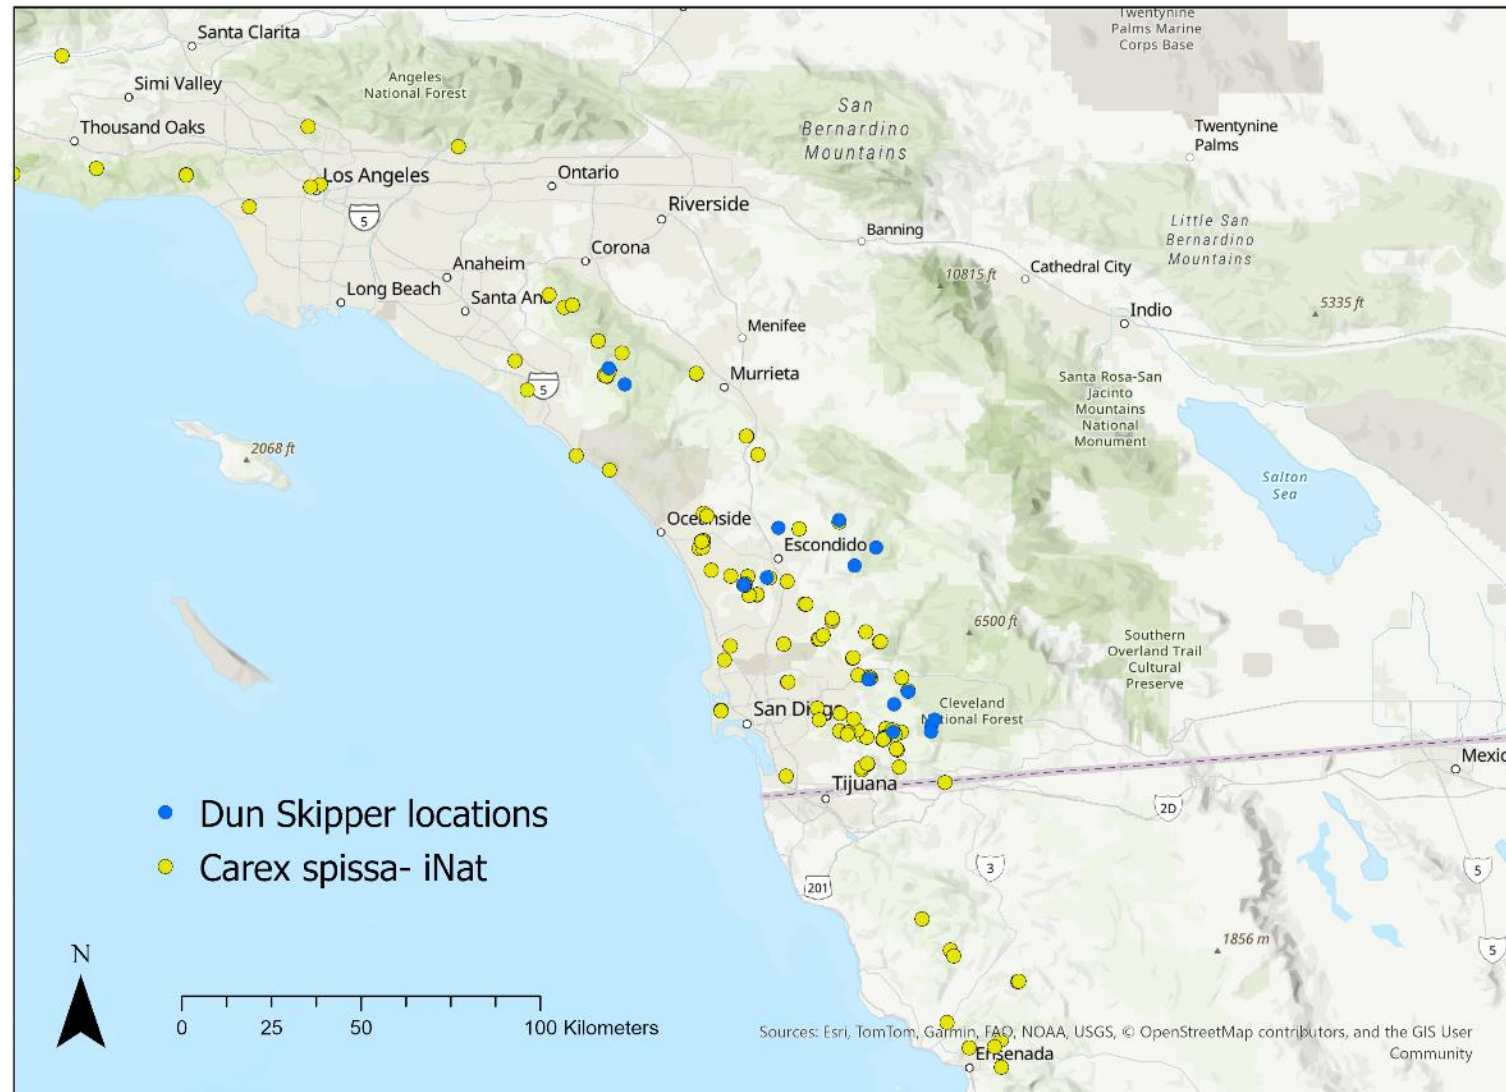 Twentynine
Palms Marine
Corps Base
Santa Clarita
Angeles
National Forest
Simi Valley
San
Bernardino
Mountains
Thousand Oaks
Twentynine
Palms
Los Angeles
Ontario
5
Riverside
Little San
Bernardino
Mountains
Banning
Corona
Anaheim
10815 ft
Cathedral City
Long Beach
Santa Ana
5335 ft
Indio
Menifee
5
Murrieta
Santa Rosa-San
Jacinto
Mountains
National
Monument
2068 ft
Salton
Sea
Oceanside
Escondido
6500 ft
Southern
Overland Trail
Cultural
Preserve
San Diego
Cleveland
National Forest
Mexic
Tijuana
2D
Dun Skipper locations
Carex spissa- iNat
3
5
201
1856 m
5
N
0 25 50 100 Kilometers
Sources: Esri, TomTom, Garmin, FAO, NOAA, USGS, © OpenStreetMap contributors, and the GIS User
Community
Ensenada